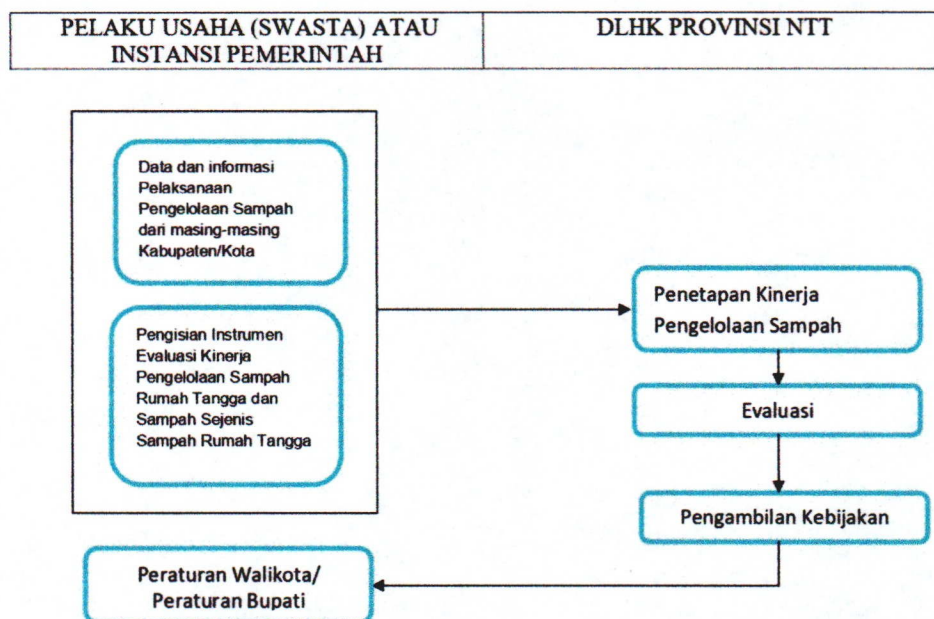 PELAKU USAHA (SWASTA) ATAU
INSTANSI PEMERINTAH
DLHK PROVINSI NTT
Data dan informasi
Pelaksanaan
Pengelolaan Sampah
dari masing-masing
Kabupaten/Kota
Pengisian Instrumen
Evaluasi Kinerja
Pengelolaan Sampah
Rumah Tangga dan
Sampah Sejenis
Sampah Rumah Tangga
Penetapan Kinerja
Pengelolaan Sampah
Evaluasi
Pengambilan Kebijakan
Peraturan Walikota/
Peraturan Bupati